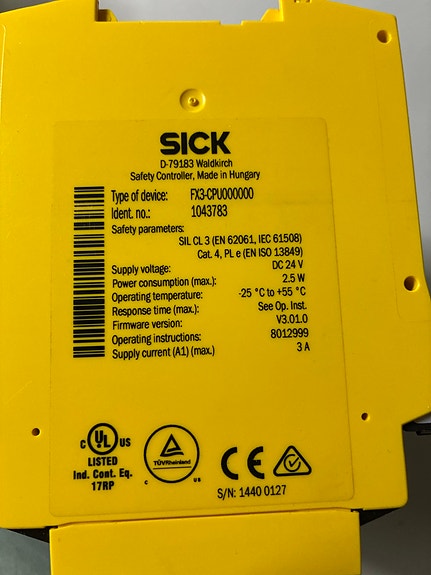 SICK
D-79183 Waldkirch
Safety Controller, Made in Hungary
Type of device: FX3-CPU000000
Ident. no.: 1043783
Safety parameters:
SIL CL 3 (EN 62061, IEC 61508)
Cat. 4, PL e (EN ISO 13849)
Supply voltage: DC 24 V
Power consumption (max.): 2.5 W
Operating temperature: -25 °C to +55 °C
Response time (max.): See Op. Inst.
Firmware version: V3.01.0
Operating instructions: 8012999
Supply current (A1) (max.) 3 A
C UL US
LISTED
Ind. Cont. Eq.
17RP
TÜVRheinland
C US
CE
S/N: 1440 0127